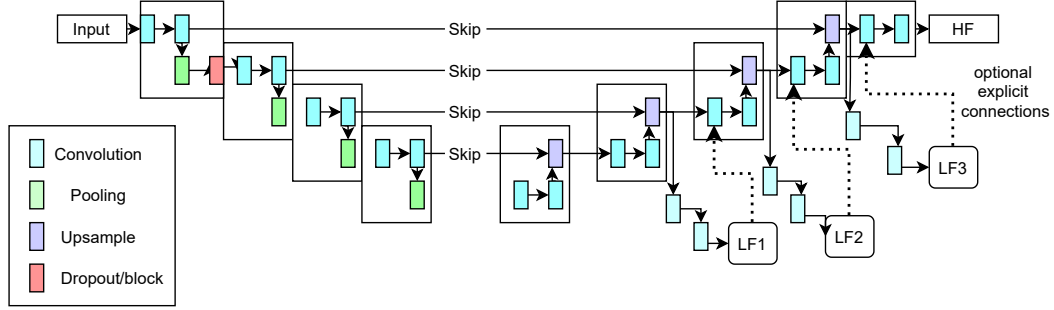 Input
Skip
HF
Skip
optional
explicit
connections
Skip
Skip
Convolution
Pooling
Upsample
Dropout/block
LF3
LF1
LF2